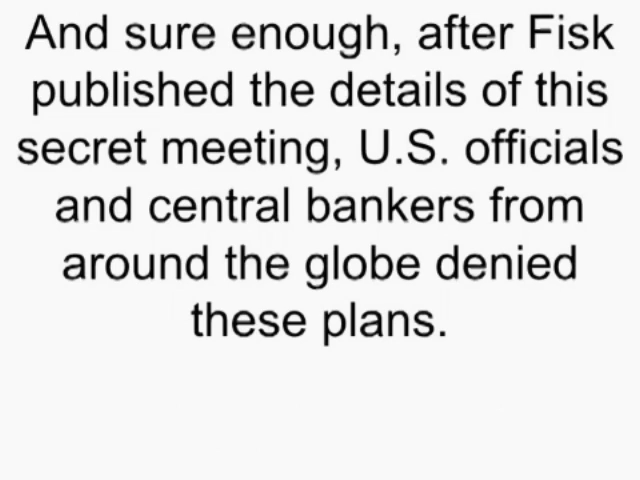 And sure enough, after Fisk
published the details of this
secret meeting, U.S. officials
and central bankers from
around the globe denied
these plans.